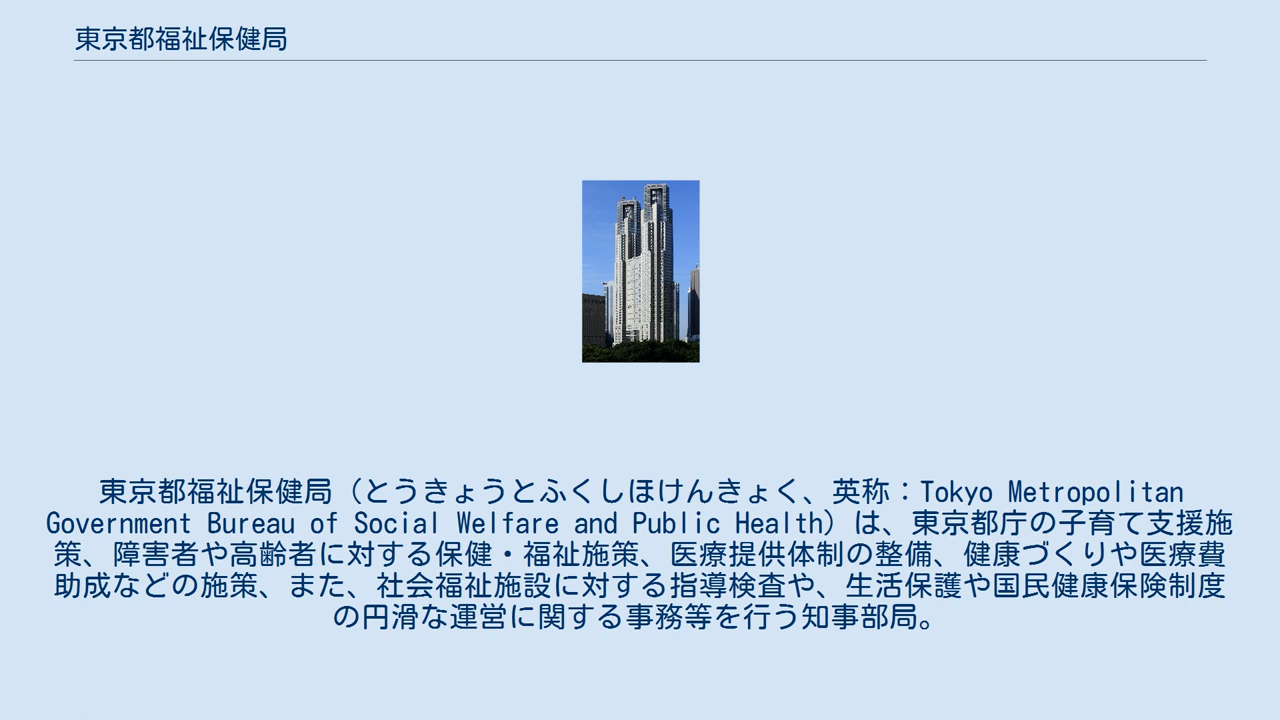 東京都福祉保健局
東京都福祉保健局（とうきょうとふくしほけんきょく、英称：Tokyo Metropolitan
Government Bureau of Social Welfare and Public Health）は、東京都庁の子育て支援施
策、障害者や高齢者に対する保健・福祉施策、医療提供体制の整備、健康づくりや医療費
助成などの施策、また、社会福祉施設に対する指導検査や、生活保護や国民健康保険制度
の円滑な運営に関する事務等を行う知事部局。